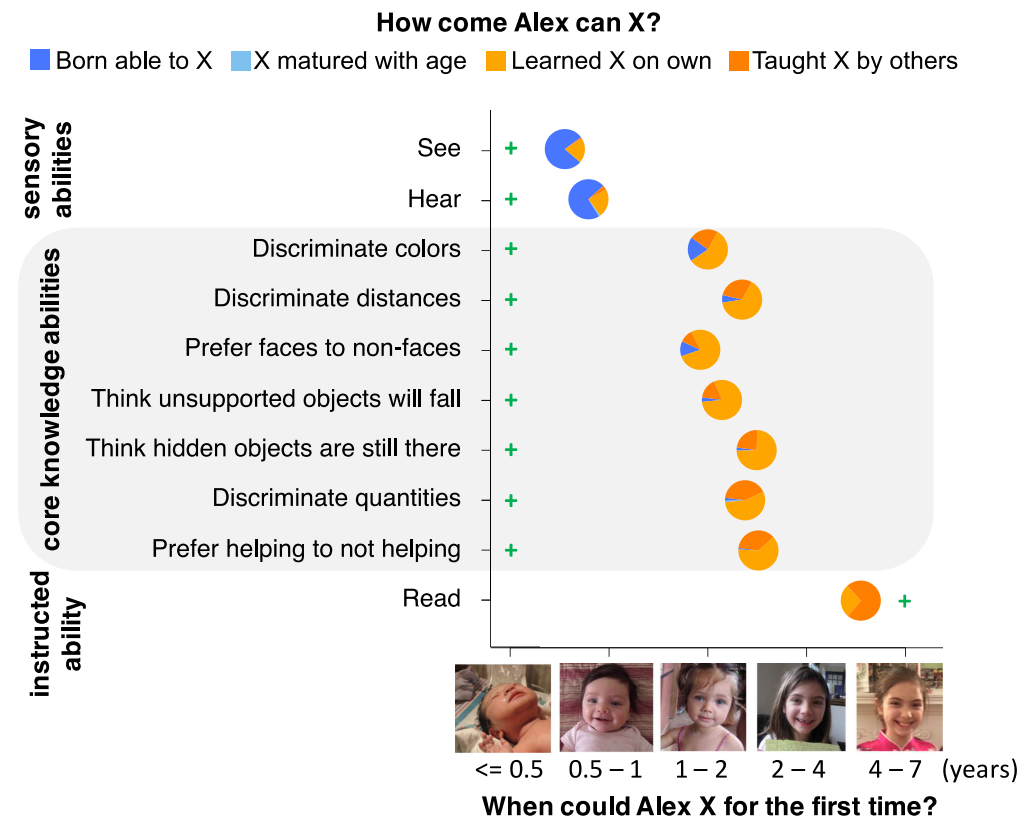 How come Alex can X?
Born able to X X matured with age Learned X on own Taught X by others
sensory
abilities
See
Hear
core knowledge abilities
Discriminate colors
Discriminate distances
Prefer faces to non-faces
Think unsupported objects will fall
Think hidden objects are still there
Discriminate quantities
Prefer helping to not helping
instructed
ability
Read
<= 0.5 0.5 – 1 1 – 2 2 – 4 4 – 7 (years)
When could Alex X for the first time?